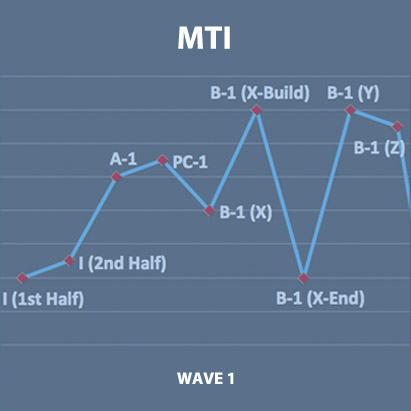 MTI
B-1 (X-Build)
B-1 (Y)
A-1
PC-1
B-1 (Z)
B-1 (X)
I (2nd Half)
I (1st Half)
B-1 (X-End)
WAVE 1